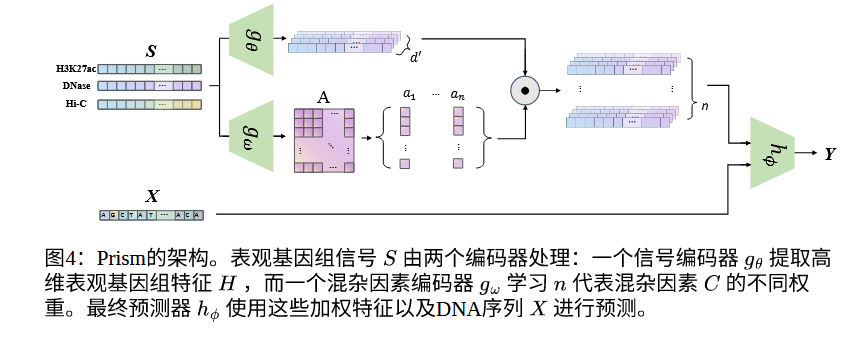 S
H3K27ac
DNase
Hi-C
gθ
d′
gω
A
a1 ... an
n
hϕ
Y
X
A G C T A T ... A C A
图4：Prism的架构。表观基因组信号 S 由两个编码器处理：一个信号编码器 gθ 提取高
维表观基因组特征 H ，而一个混杂因素编码器 gω 学习 n 代表混杂因素 C 的不同权
重。最终预测器 hϕ 使用这些加权特征以及DNA序列 X 进行预测。